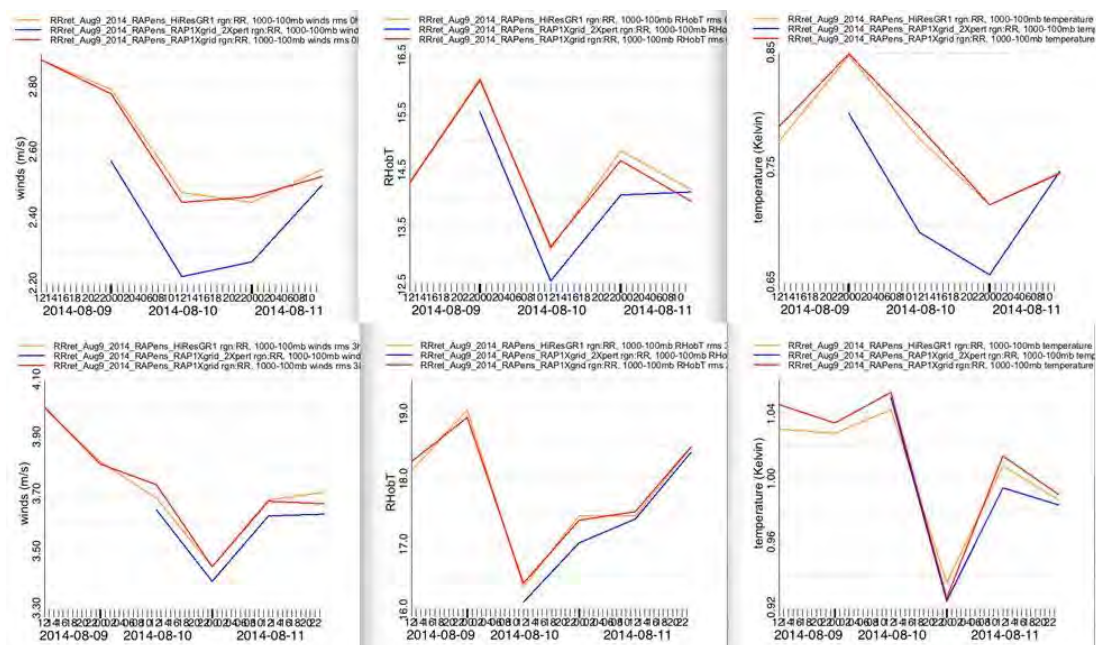 RRret_Aug9_2014_RAPens_HiResGR1 rgn:RR, 1000-100mb winds rms 0
RRret_Aug9_2014_RAPens_RAP1Xgrid_2Xpert rgn:RR, 1000-100mb wind
RRret_Aug9_2014_RAPens_RAP1Xgrid rgn:RR, 1000-100mb winds rms 0
winds (m/s)
2.80
2.60
2.40
2.20
2014-08-09
2014-08-10
2014-08-11
RRret_Aug9_2014_RAPens_HiResGR1 rgn:RR, 1000-100mb RHobT rms
RRret_Aug9_2014_RAPens_RAP1Xgrid_2Xpert rgn:RR, 1000-100mb RHo
RRret_Aug9_2014_RAPens_RAP1Xgrid rgn:RR, 1000-100mb RHobT rms
RHobT
16.5
15.5
14.5
13.5
12.5
2014-08-09
2014-08-10
2014-08-11
RRret_Aug9_2014_RAPens_HiResGR1 rgn:RR, 1000-100mb temperature
RRret_Aug9_2014_RAPens_RAP1Xgrid_2Xpert rgn:RR, 1000-100mb temp
RRret_Aug9_2014_RAPens_RAP1Xgrid rgn:RR, 1000-100mb temperature
temperature (Kelvin)
0.85
0.75
0.65
2014-08-09
2014-08-10
2014-08-11
RRret_Aug9_2014_RAPens_HiResGR1 rgn:RR, 1000-100mb winds rms 3
RRret_Aug9_2014_RAPens_RAP1Xgrid_2Xpert rgn:RR, 1000-100mb wind
RRret_Aug9_2014_RAPens_RAP1Xgrid rgn:RR, 1000-100mb winds rms 3
winds (m/s)
4.10
3.90
3.70
3.50
3.30
2014-08-09
2014-08-10
2014-08-11
RRret_Aug9_2014_RAPens_HiResGR1 rgn:RR, 1000-100mb RHobT rms
RRret_Aug9_2014_RAPens_RAP1Xgrid_2Xpert rgn:RR, 1000-100mb RHo
RRret_Aug9_2014_RAPens_RAP1Xgrid rgn:RR, 1000-100mb RHobT rms
RHobT
19.0
18.0
17.0
16.0
2014-08-09
2014-08-10
2014-08-11
RRret_Aug9_2014_RAPens_HiResGR1 rgn:RR, 1000-100mb temperature
RRret_Aug9_2014_RAPens_RAP1Xgrid_2Xpert rgn:RR, 1000-100mb temp
RRret_Aug9_2014_RAPens_RAP1Xgrid rgn:RR, 1000-100mb temperature
temperature (Kelvin)
1.04
1.00
0.96
0.92
2014-08-09
2014-08-10
2014-08-11